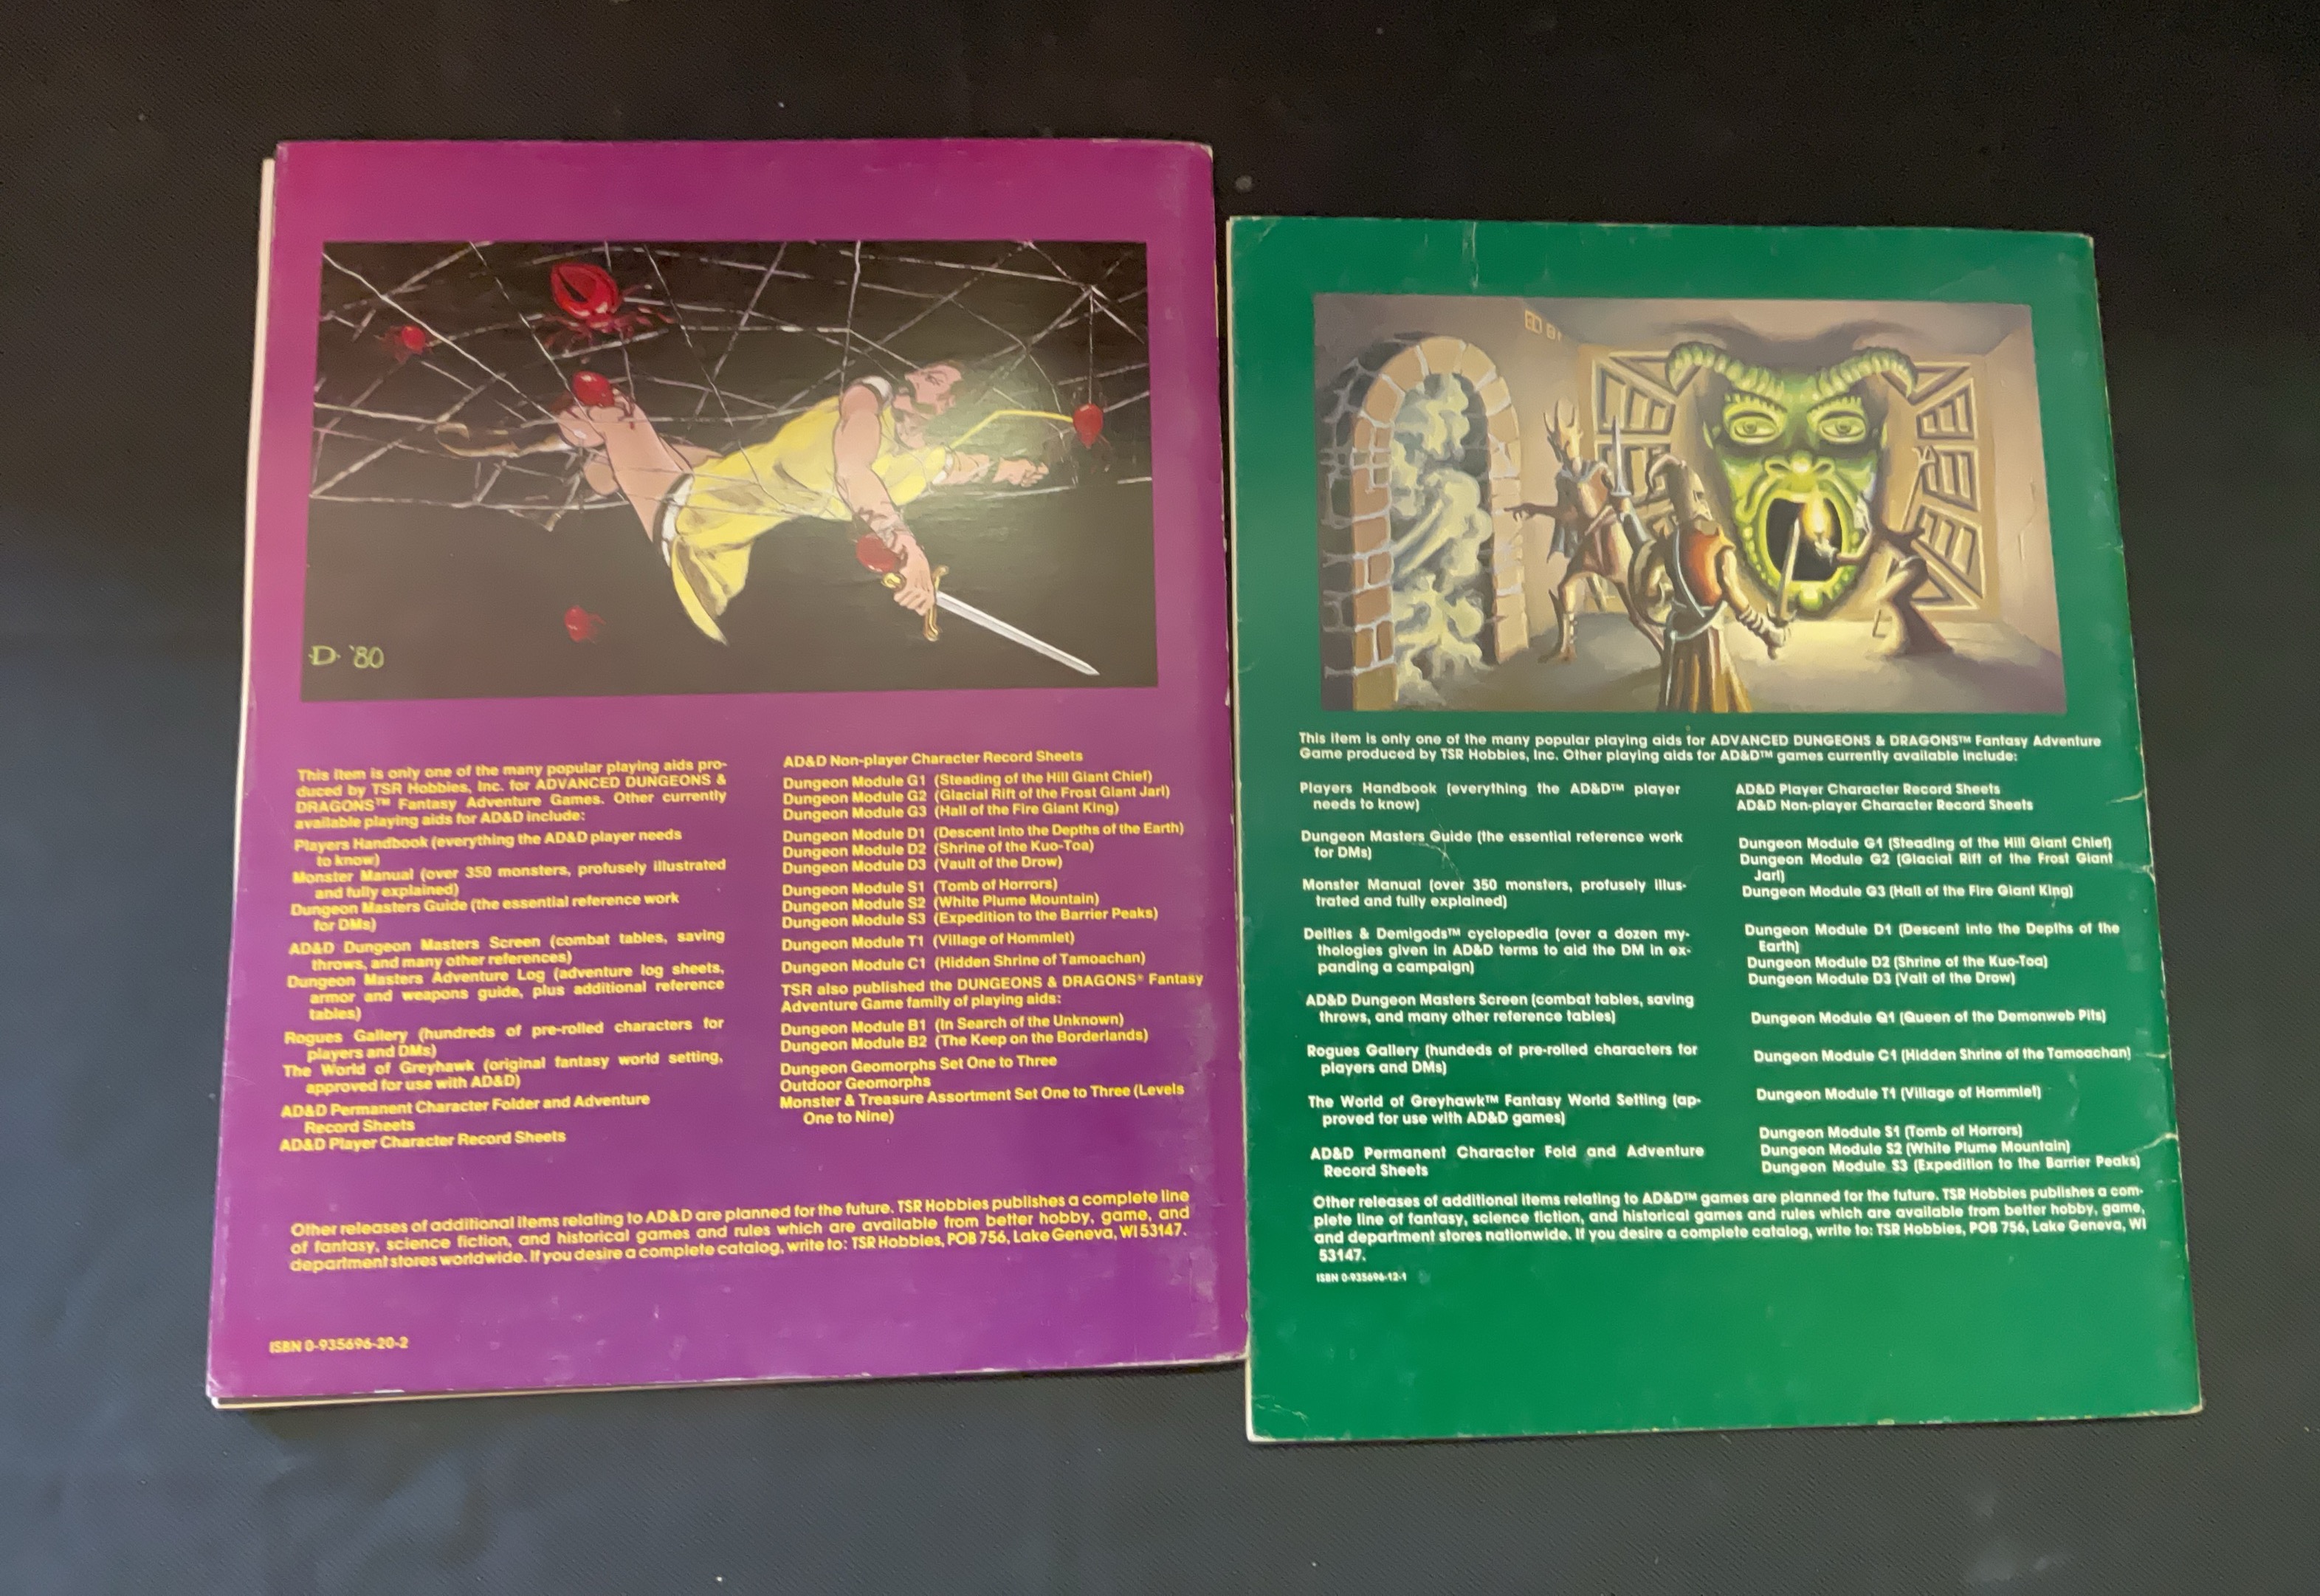 D '80
This item is only one of the many popular playing aids pro-
duced by TSR Hobbies, Inc. for ADVANCED DUNGEONS &
DRAGONS™ Fantasy Adventure Games. Other currently
available playing aids for AD&D include:
Players Handbook (everything the AD&D player needs
to know)
Monster Manual (over 350 monsters, profusely illustrated
and fully explained)
Dungeon Masters Guide (the essential reference work
for DMs)
AD&D Dungeon Masters Screen (combat tables, saving
throws, and many other references)
Dungeon Masters Adventure Log (adventure log sheets,
armor and weapons guide, plus additional reference
tables)
Rogues Gallery (hundreds of pre-rolled characters for
players and DMs)
The World of Greyhawk (original fantasy world setting,
approved for use with AD&D)
AD&D Permanent Character Folder and Adventure
Record Sheets
AD&D Player Character Record Sheets
AD&D Non-player Character Record Sheets
Dungeon Module G1 (Steading of the Hill Giant Chief)
Dungeon Module G2 (Glacial Rift of the Frost Giant Jarl)
Dungeon Module G3 (Hall of the Fire Giant King)
Dungeon Module D1 (Descent into the Depths of the Earth)
Dungeon Module D2 (Shrine of the Kuo-Toa)
Dungeon Module D3 (Vault of the Drow)
Dungeon Module S1 (Tomb of Horrors)
Dungeon Module S2 (White Plume Mountain)
Dungeon Module S3 (Expedition to the Barrier Peaks)
Dungeon Module T1 (Village of Hommlet)
Dungeon Module C1 (Hidden Shrine of Tamoachan)
TSR also published the DUNGEONS & DRAGONS® Fantasy
Adventure Game family of playing aids:
Dungeon Module B1 (In Search of the Unknown)
Dungeon Module B2 (The Keep on the Borderlands)
Dungeon Geomorphs Set One to Three
Outdoor Geomorphs
Monster & Treasure Assortment Set One to Three (Levels
One to Nine)
Other releases of additional items relating to AD&D are planned for the future. TSR Hobbies publishes a complete line
of fantasy, science fiction, and historical games and rules which are available from better hobby, game, and
department stores worldwide. If you desire a complete catalog, write to: TSR Hobbies, POB 756, Lake Geneva, WI 53147.
ISBN 0-935696-20-2
This item is only one of the many popular playing aids for ADVANCED DUNGEONS & DRAGONS™ Fantasy Adventure
Game produced by TSR Hobbies, Inc. Other playing aids for AD&D™ games currently available include:
Players Handbook (everything the AD&D™ player
needs to know)
Dungeon Masters Guide (the essential reference work
for DMs)
Monster Manual (over 350 monsters, profusely illus-
trated and fully explained)
Deities & Demigods™ cyclopedia (over a dozen my-
thologies given in AD&D terms to aid the DM in ex-
panding a campaign)
AD&D Dungeon Masters Screen (combat tables, saving
throws, and many other reference tables)
Rogues Gallery (hundeds of pre-rolled characters for
players and DMs)
The World of Greyhawk™ Fantasy World Setting (ap-
proved for use with AD&D games)
AD&D Permanent Character Fold and Adventure
Record Sheets
AD&D Player Character Record Sheets
AD&D Non-player Character Record Sheets
Dungeon Module G1 (Steading of the Hill Giant Chief)
Dungeon Module G2 (Glacial Rift of the Frost Giant
Jarl)
Dungeon Module G3 (Hall of the Fire Giant King)
Dungeon Module D1 (Descent into the Depths of the
Earth)
Dungeon Module D2 (Shrine of the Kuo-Toa)
Dungeon Module D3 (Valt of the Drow)
Dungeon Module Q1 (Queen of the Demonweb Pits)
Dungeon Module C1 (Hidden Shrine of the Tamoachan)
Dungeon Module T1 (Village of Hommlet)
Dungeon Module S1 (Tomb of Horrors)
Dungeon Module S2 (White Plume Mountain)
Dungeon Module S3 (Expedition to the Barrier Peaks)
Other releases of additional items relating to AD&D™ games are planned for the future. TSR Hobbies publishes a com-
plete line of fantasy, science fiction, and historical games and rules which are available from better hobby, game,
and department stores nationwide. If you desire a complete catalog, write to: TSR Hobbies, POB 756, Lake Geneva, WI
53147.
ISBN 0-935696-12-1